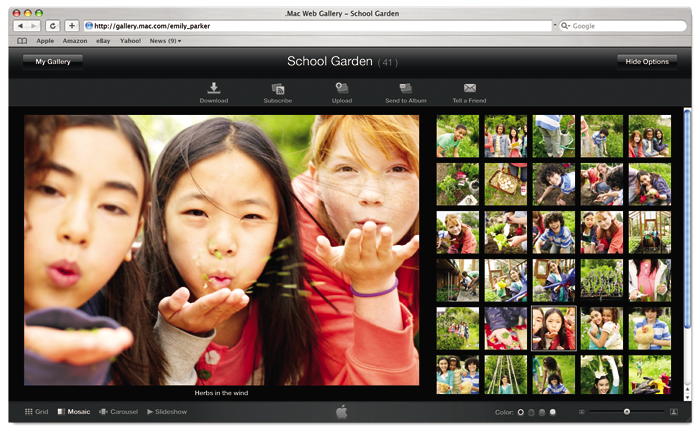 .Mac Web Gallery – School Garden
http://gallery.mac.com/emily_parker
Google
Apple Amazon eBay Yahoo! News (9)
My Gallery
School Garden (41)
Hide Options
Download Subscribe Upload Send to Album Tell a Friend
Herbs in the wind
Grid Mosaic Carousel Slideshow
Color: